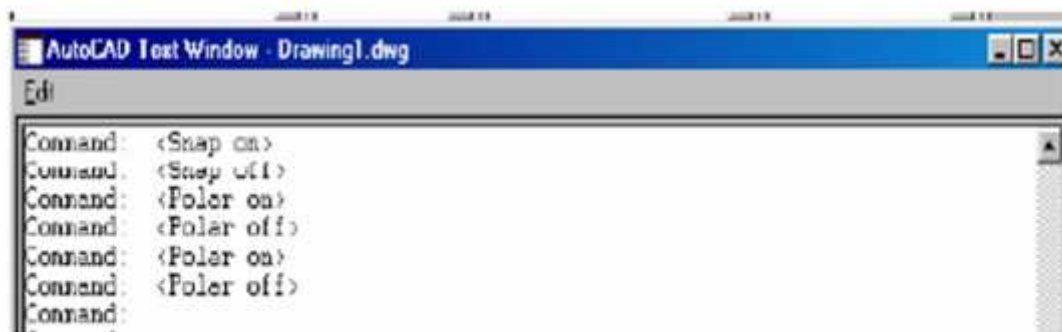 AutoCAD Text Window - Drawing1.dwg
Edit
Command: <Snap on>
Command: <Snap off>
Command: <Polar on>
Command: <Polar off>
Command: <Polar on>
Command: <Polar off>
Command: